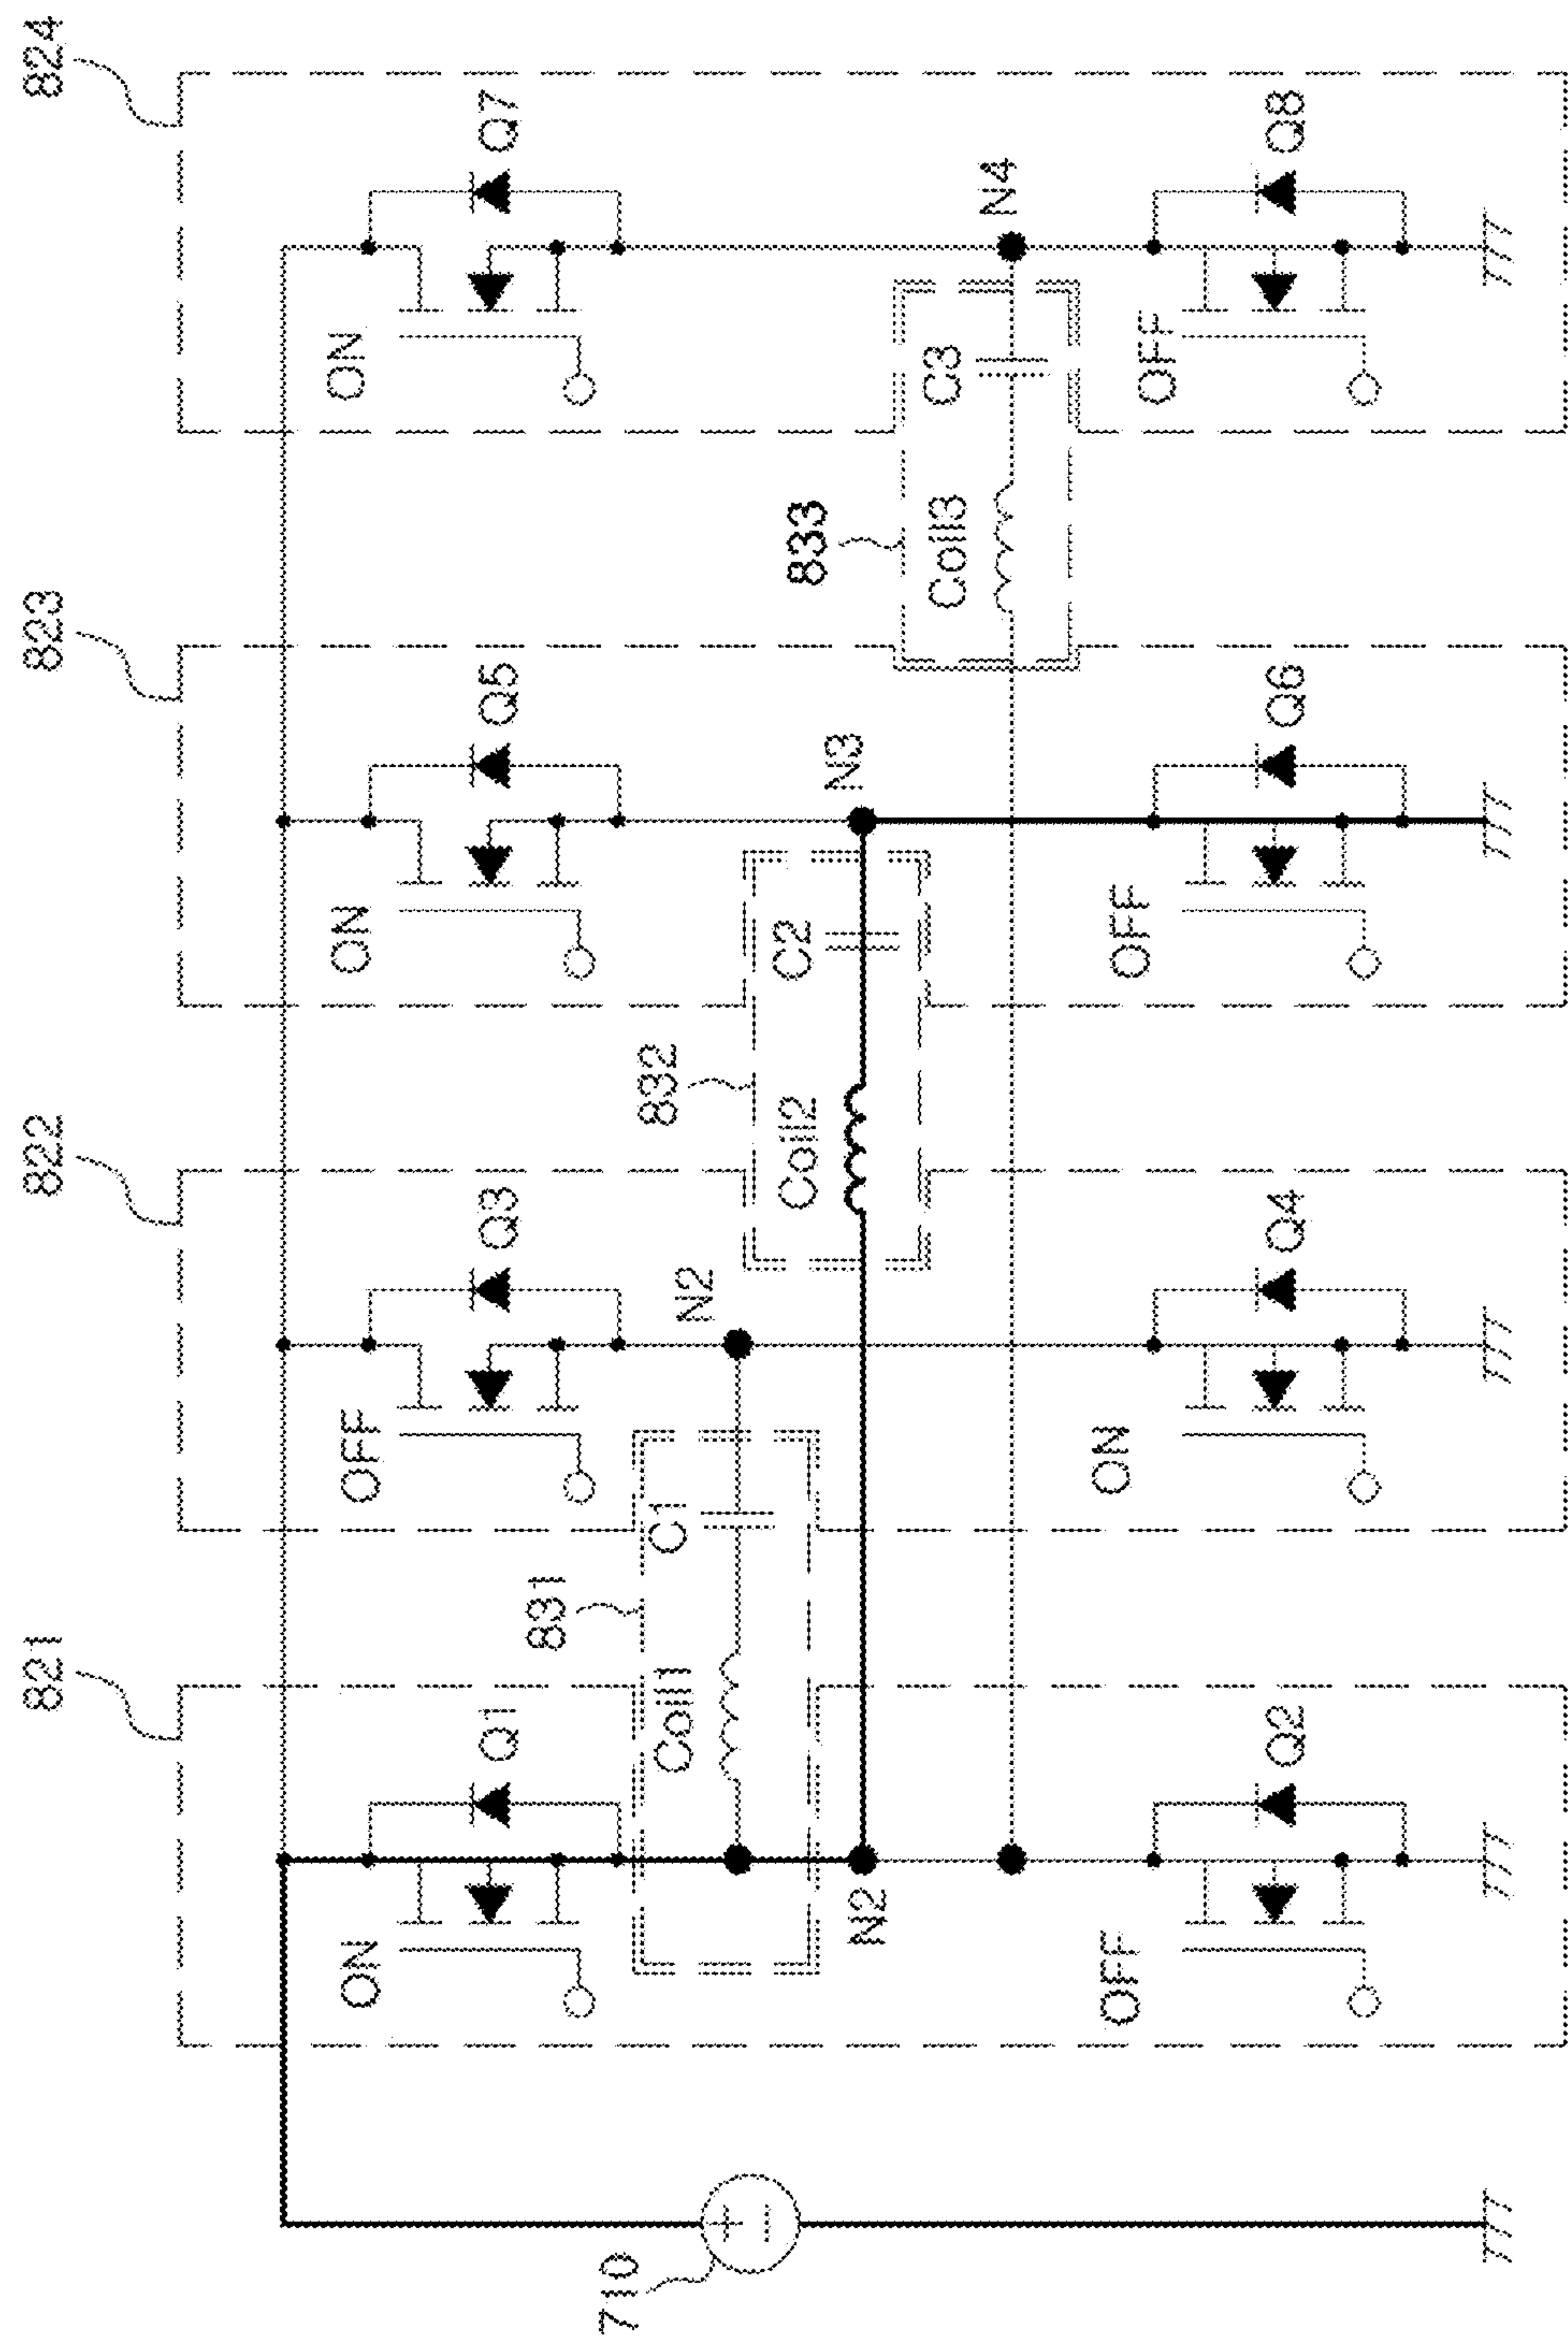 821
822
823
824
ON
Q1
OFF
Q3
ON
Q5
ON
Q7
831
Coil1
C1
N2
832
Coil2
C2
N3
833
Coil3
C3
N4
710
+
−
N2
OFF
Q2
ON
Q4
OFF
Q6
OFF
Q8